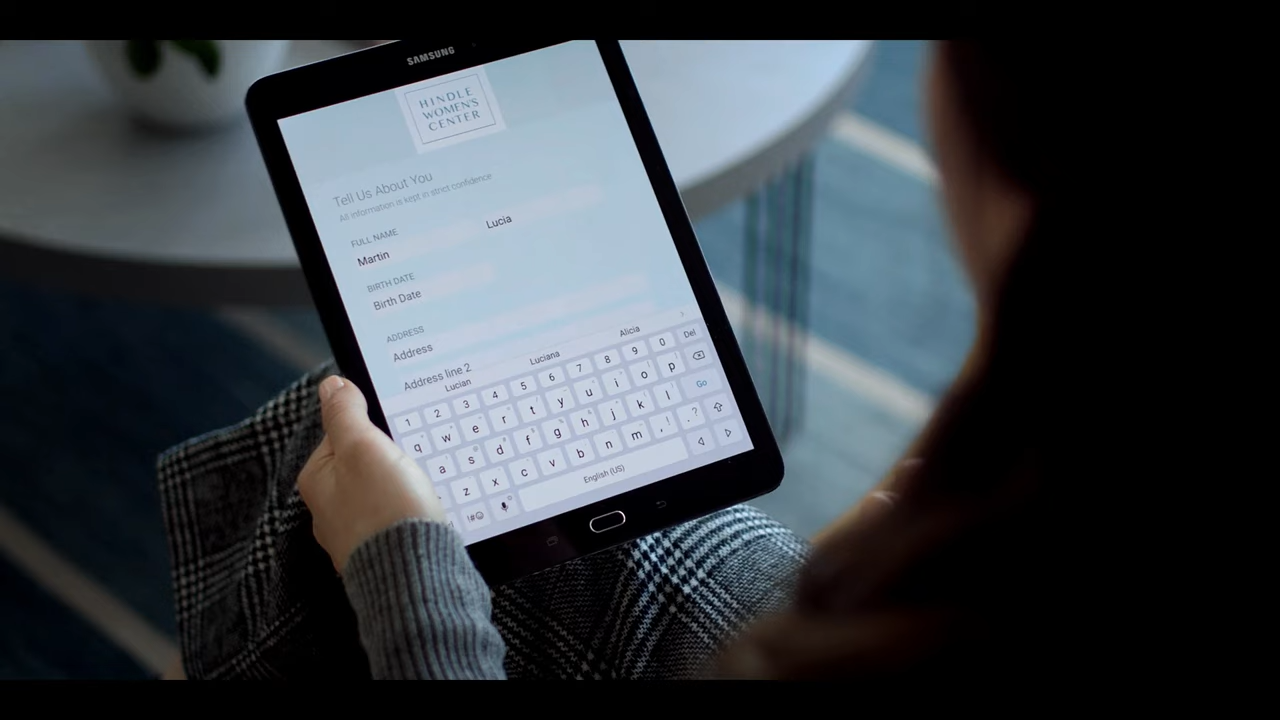 SAMSUNG
HINDLE
WOMEN'S
CENTER
Tell Us About You
All information is kept in strict confidence
FULL NAME
Martin Lucia
BIRTH DATE
Birth Date
ADDRESS
Address
Address line 2
Lucian Luciana Alicia
1 2 3 4 5 6 7 8 9 0 Del
q w e r t y u i o p
a s d f g h j k l Go
z x c v b n m , ! . ?
!#☺ English (US)